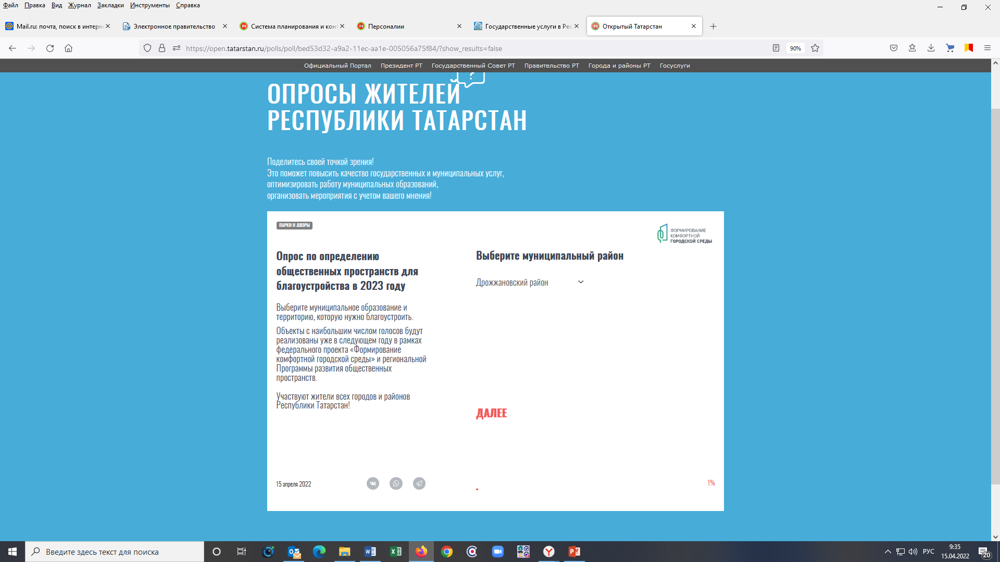 Файл Правка Вид Журнал Закладки Инструменты Справка
Mail.ru: почта, поиск в интерн
Электронное правительство
Система планирования и конт
Персоналии
Государственные услуги в Рес
Открытый Татарстан
https://open.tatarstan.ru/polls/poll/bed53d32-a9a2-11ec-aa1e-005056a75f84/?show_results=false
90%
Официальный Портал Президент РТ Государственный Совет РТ Правительство РТ Города и районы РТ Госуслуги
ОПРОСЫ ЖИТЕЛЕЙ
РЕСПУБЛИКИ ТАТАРСТАН
Поделитесь своей точкой зрения!
Это поможет повысить качество государственных и муниципальных услуг,
оптимизировать работу муниципальных образований,
организовать мероприятия с учетом вашего мнения!
ПАРКИ И ДВОРЫ
ФОРМИРОВАНИЕ
КОМФОРТНОЙ
ГОРОДСКОЙ СРЕДЫ
Опрос по определению
общественных пространств для
благоустройства в 2023 году
Выберите муниципальное образование и
территорию, которую нужно благоустроить.
Объекты с наибольшим числом голосов будут
реализованы уже в следующем году в рамках
федерального проекта «Формирование
комфортной городской среды» и региональной
Программы развития общественных
пространств.
Участвуют жители всех городов и районов
Республики Татарстан!
15 апреля 2022
Выберите муниципальный район
Дрожжановский район
ДАЛЕЕ
1%
Введите здесь текст для поиска
РУС
9:35
15.04.2022
20